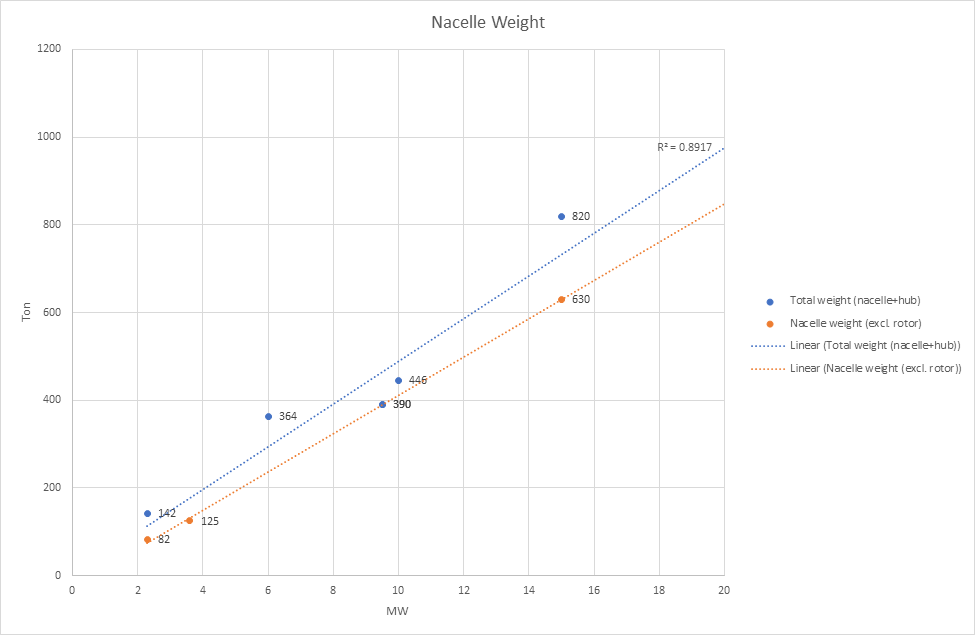 Nacelle Weight
1200
1000
R² = 0.8917
800
820
600
630
400
446
390
364
200
142
125
82
0
0 2 4 6 8 10 12 14 16 18 20
MW
Ton
Total weight (nacelle+hub)
Nacelle weight (excl. rotor)
Linear (Total weight (nacelle+hub))
Linear (Nacelle weight (excl. rotor))